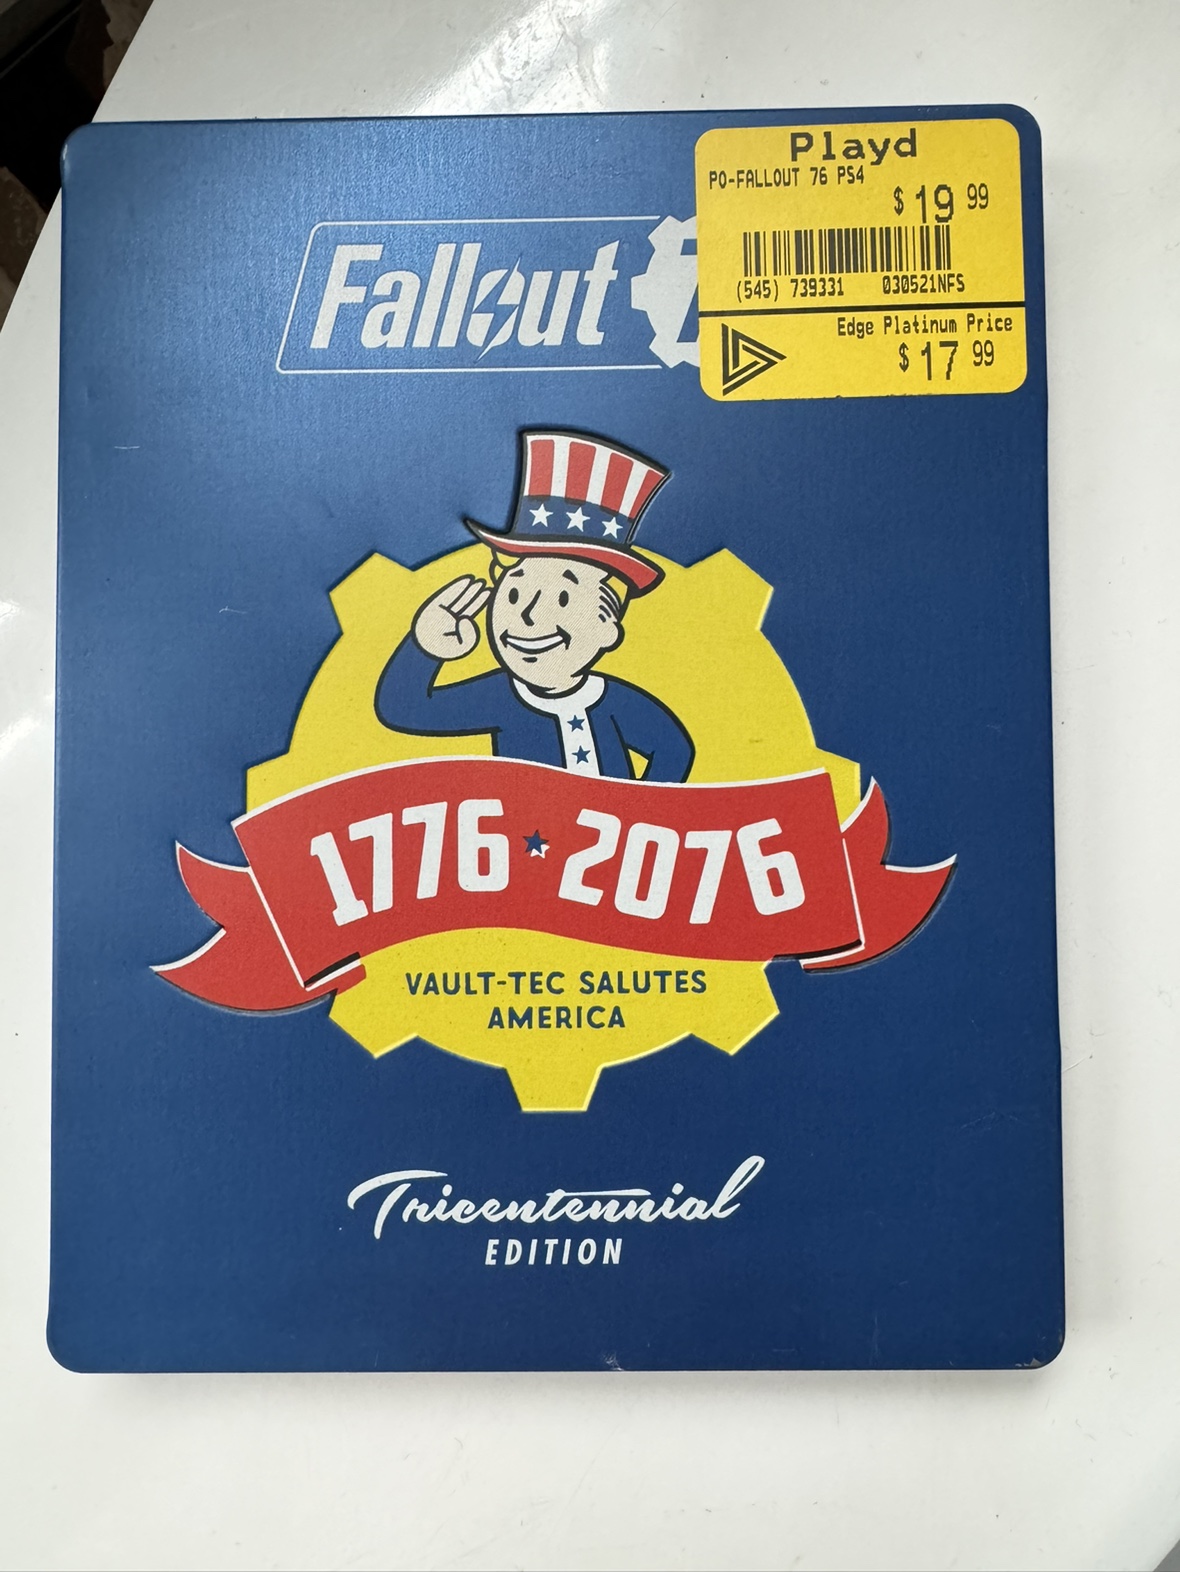 Playd
PO-FALLOUT 76 PS4
$ 19 99
(545) 739331 030521NFS
Edge Platinum Price
$ 17 99
Fallout 7
1776 ★ 2076
VAULT-TEC SALUTES
AMERICA
Tricentennial
EDITION